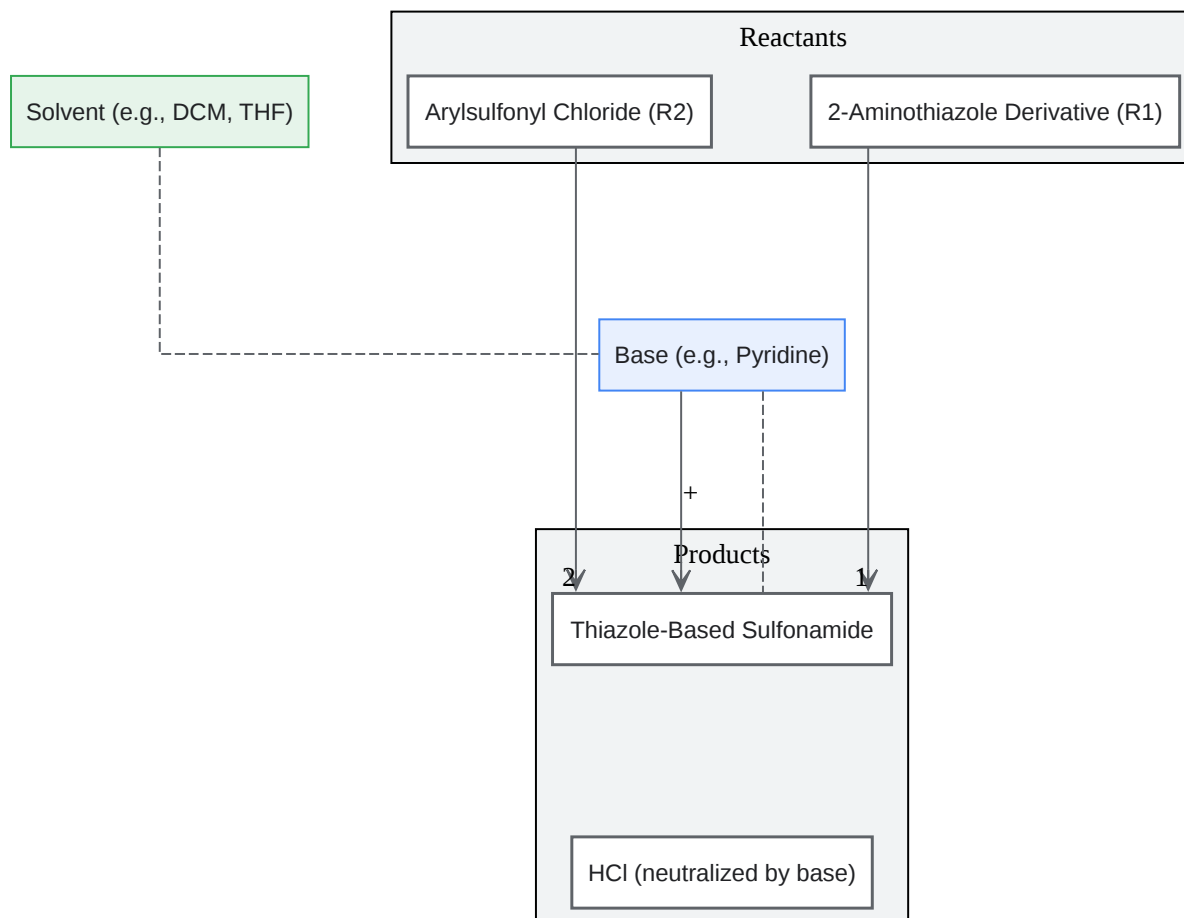 Reactants
Solvent (e.g., DCM, THF)
Arylsulfonyl Chloride (R2)
2-Aminothiazole Derivative (R1)
Base (e.g., Pyridine)
+
Products
2
1
Thiazole-Based Sulfonamide
HCl (neutralized by base)